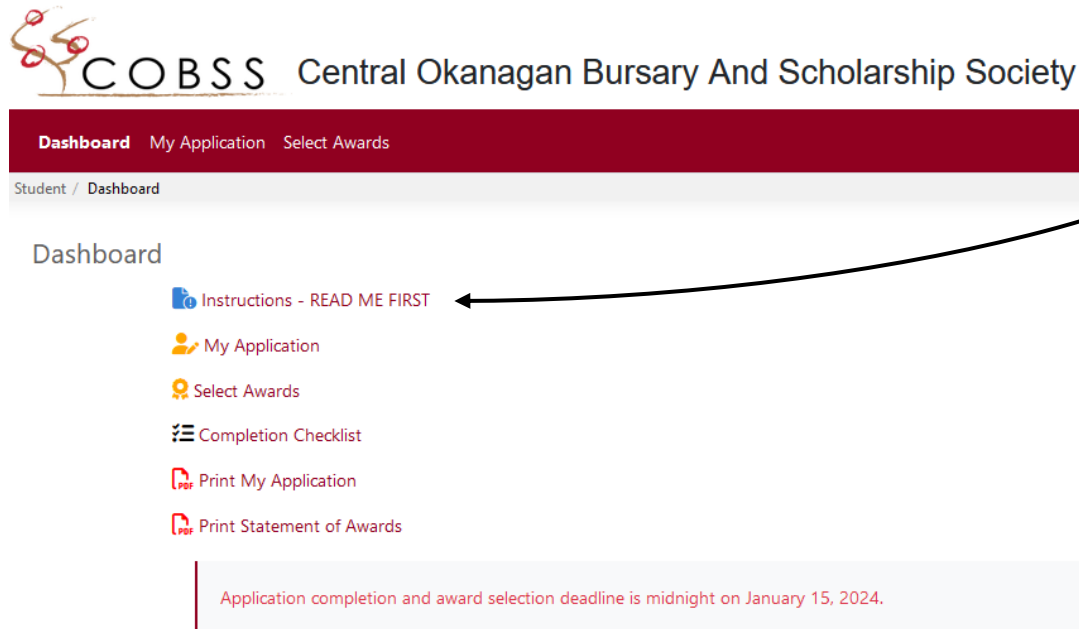 COBSS Central Okanagan Bursary And Scholarship Society
Dashboard My Application Select Awards
Student / Dashboard
Dashboard
Instructions - READ ME FIRST
My Application
Select Awards
Completion Checklist
PDF Print My Application
PDF Print Statement of Awards
Application completion and award selection deadline is midnight on January 15, 2024.